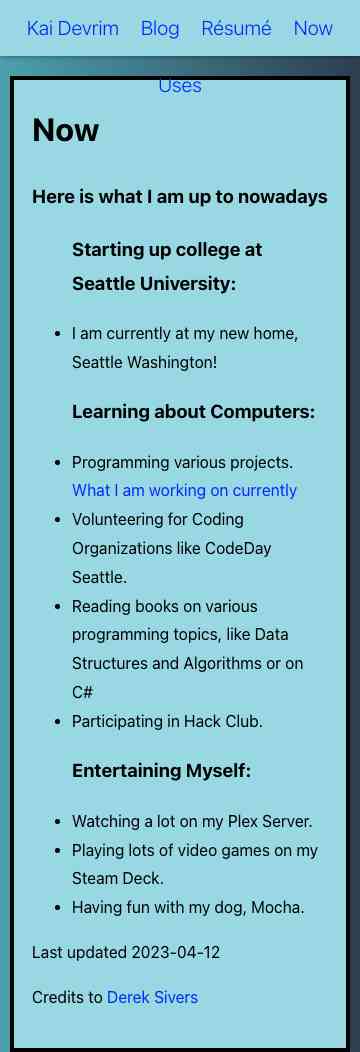 Kai Devrim Blog Résumé Now
Uses
Now
Here is what I am up to nowadays
Starting up college at
Seattle University:
• I am currently at my new home,
Seattle Washington!
Learning about Computers:
• Programming various projects.
What I am working on currently
• Volunteering for Coding
Organizations like CodeDay
Seattle.
• Reading books on various
programming topics, like Data
Structures and Algorithms or on
C#
• Participating in Hack Club.
Entertaining Myself:
• Watching a lot on my Plex Server.
• Playing lots of video games on my
Steam Deck.
• Having fun with my dog, Mocha.
Last updated 2023-04-12
Credits to Derek Sivers